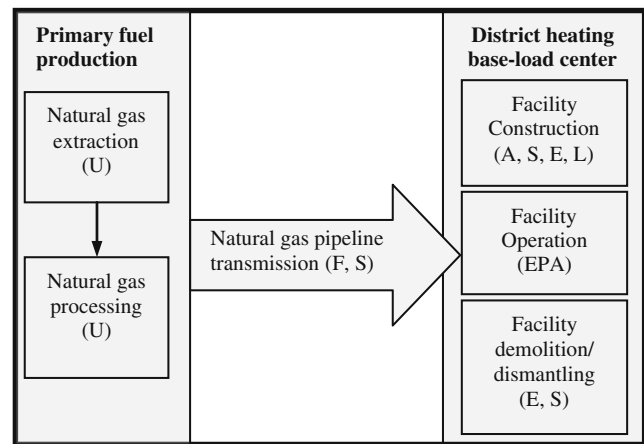 Primary fuel
production
Natural gas
extraction
(U)
Natural gas
processing
(U)
Natural gas pipeline
transmission (F, S)
District heating
base-load center
Facility
Construction
(A, S, E, L)
Facility
Operation
(EPA)
Facility
demolition/
dismantling
(E, S)